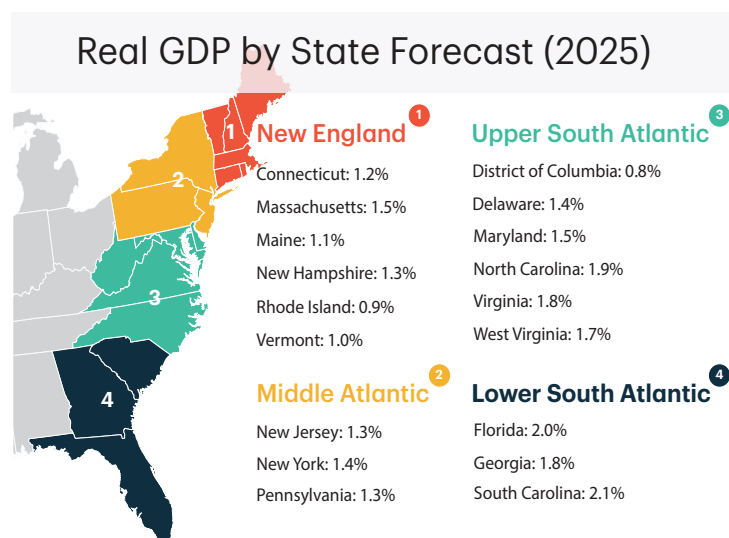 Real GDP by State Forecast (2025)
1
2
3
4
New England 1
Connecticut: 1.2%
Massachusetts: 1.5%
Maine: 1.1%
New Hampshire: 1.3%
Rhode Island: 0.9%
Vermont: 1.0%
Middle Atlantic 2
New Jersey: 1.3%
New York: 1.4%
Pennsylvania: 1.3%
Upper South Atlantic 3
District of Columbia: 0.8%
Delaware: 1.4%
Maryland: 1.5%
North Carolina: 1.9%
Virginia: 1.8%
West Virginia: 1.7%
Lower South Atlantic 4
Florida: 2.0%
Georgia: 1.8%
South Carolina: 2.1%